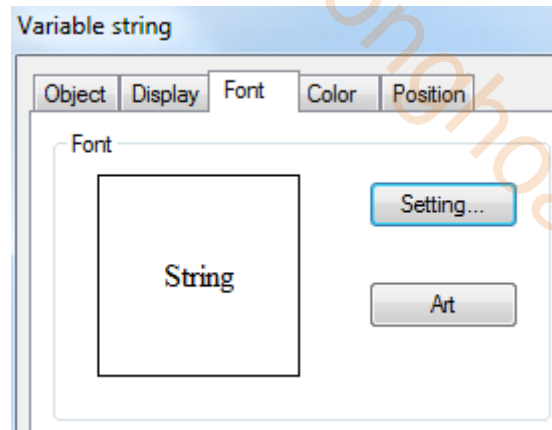 Variable string
Object Display Font Color Position
Font
Setting...
String
Art